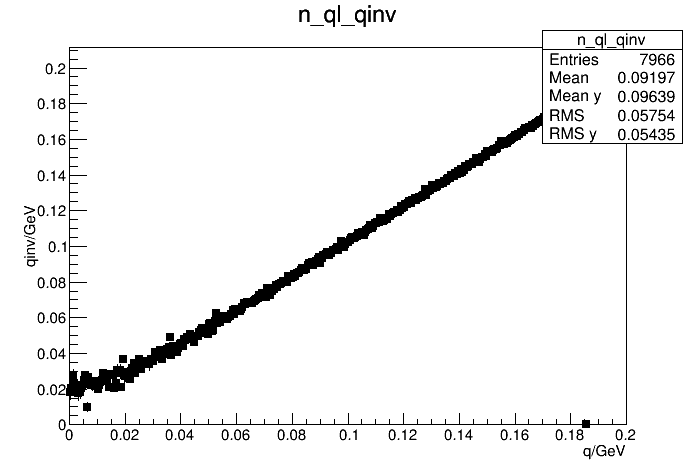 n_ql_qinv
n_ql_qinv
Entries 7966
Mean 0.09197
Mean y 0.09639
RMS 0.05754
RMS y 0.05435
qinv/GeV
0.2
0.18
0.16
0.14
0.12
0.1
0.08
0.06
0.04
0.02
0
0 0.02 0.04 0.06 0.08 0.1 0.12 0.14 0.16 0.18 0.2
q/GeV